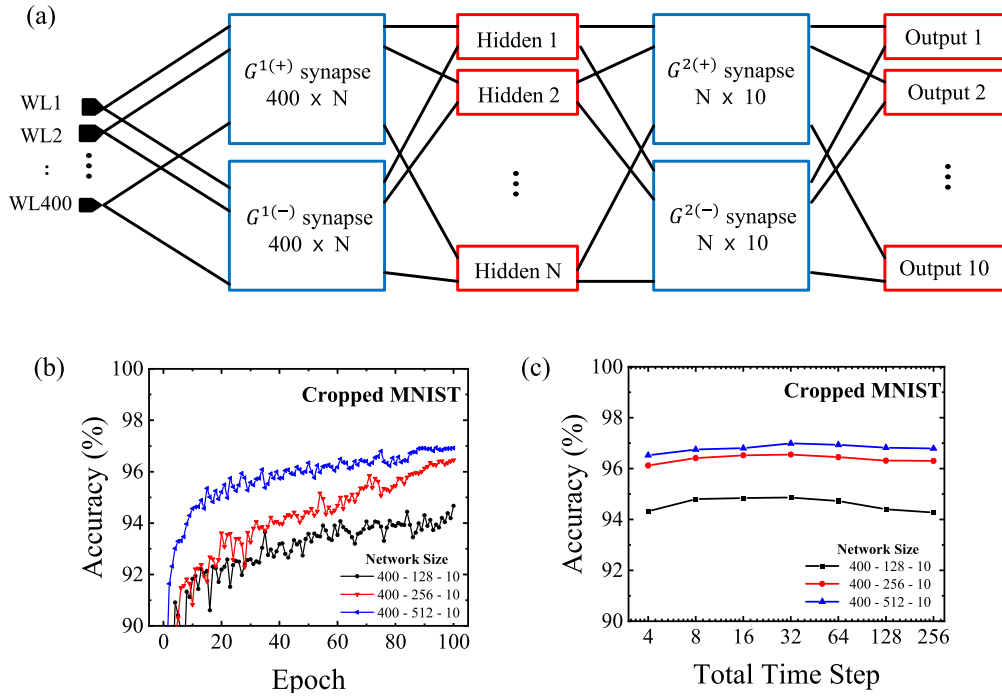 (a)
WL1
WL2
:
WL400
G¹⁽⁺⁾ synapse
400 x N
G¹⁽⁻⁾ synapse
400 x N
Hidden 1
Hidden 2
Hidden N
G²⁽⁺⁾ synapse
N x 10
G²⁽⁻⁾ synapse
N x 10
Output 1
Output 2
Output 10
(b)
Cropped MNIST
Accuracy (%)
100
98
96
94
92
90
Network Size
400 - 128 - 10
400 - 256 - 10
400 - 512 - 10
0 20 40 60 80 100
Epoch
(c)
Cropped MNIST
Accuracy (%)
100
98
96
94
92
90
Network Size
400 - 128 - 10
400 - 256 - 10
400 - 512 - 10
4 8 16 32 64 128 256
Total Time Step